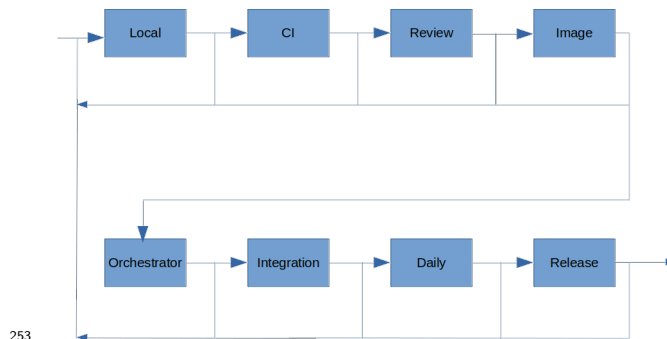 Local
CI
Review
Image
Orchestrator
Integration
Daily
Release
253